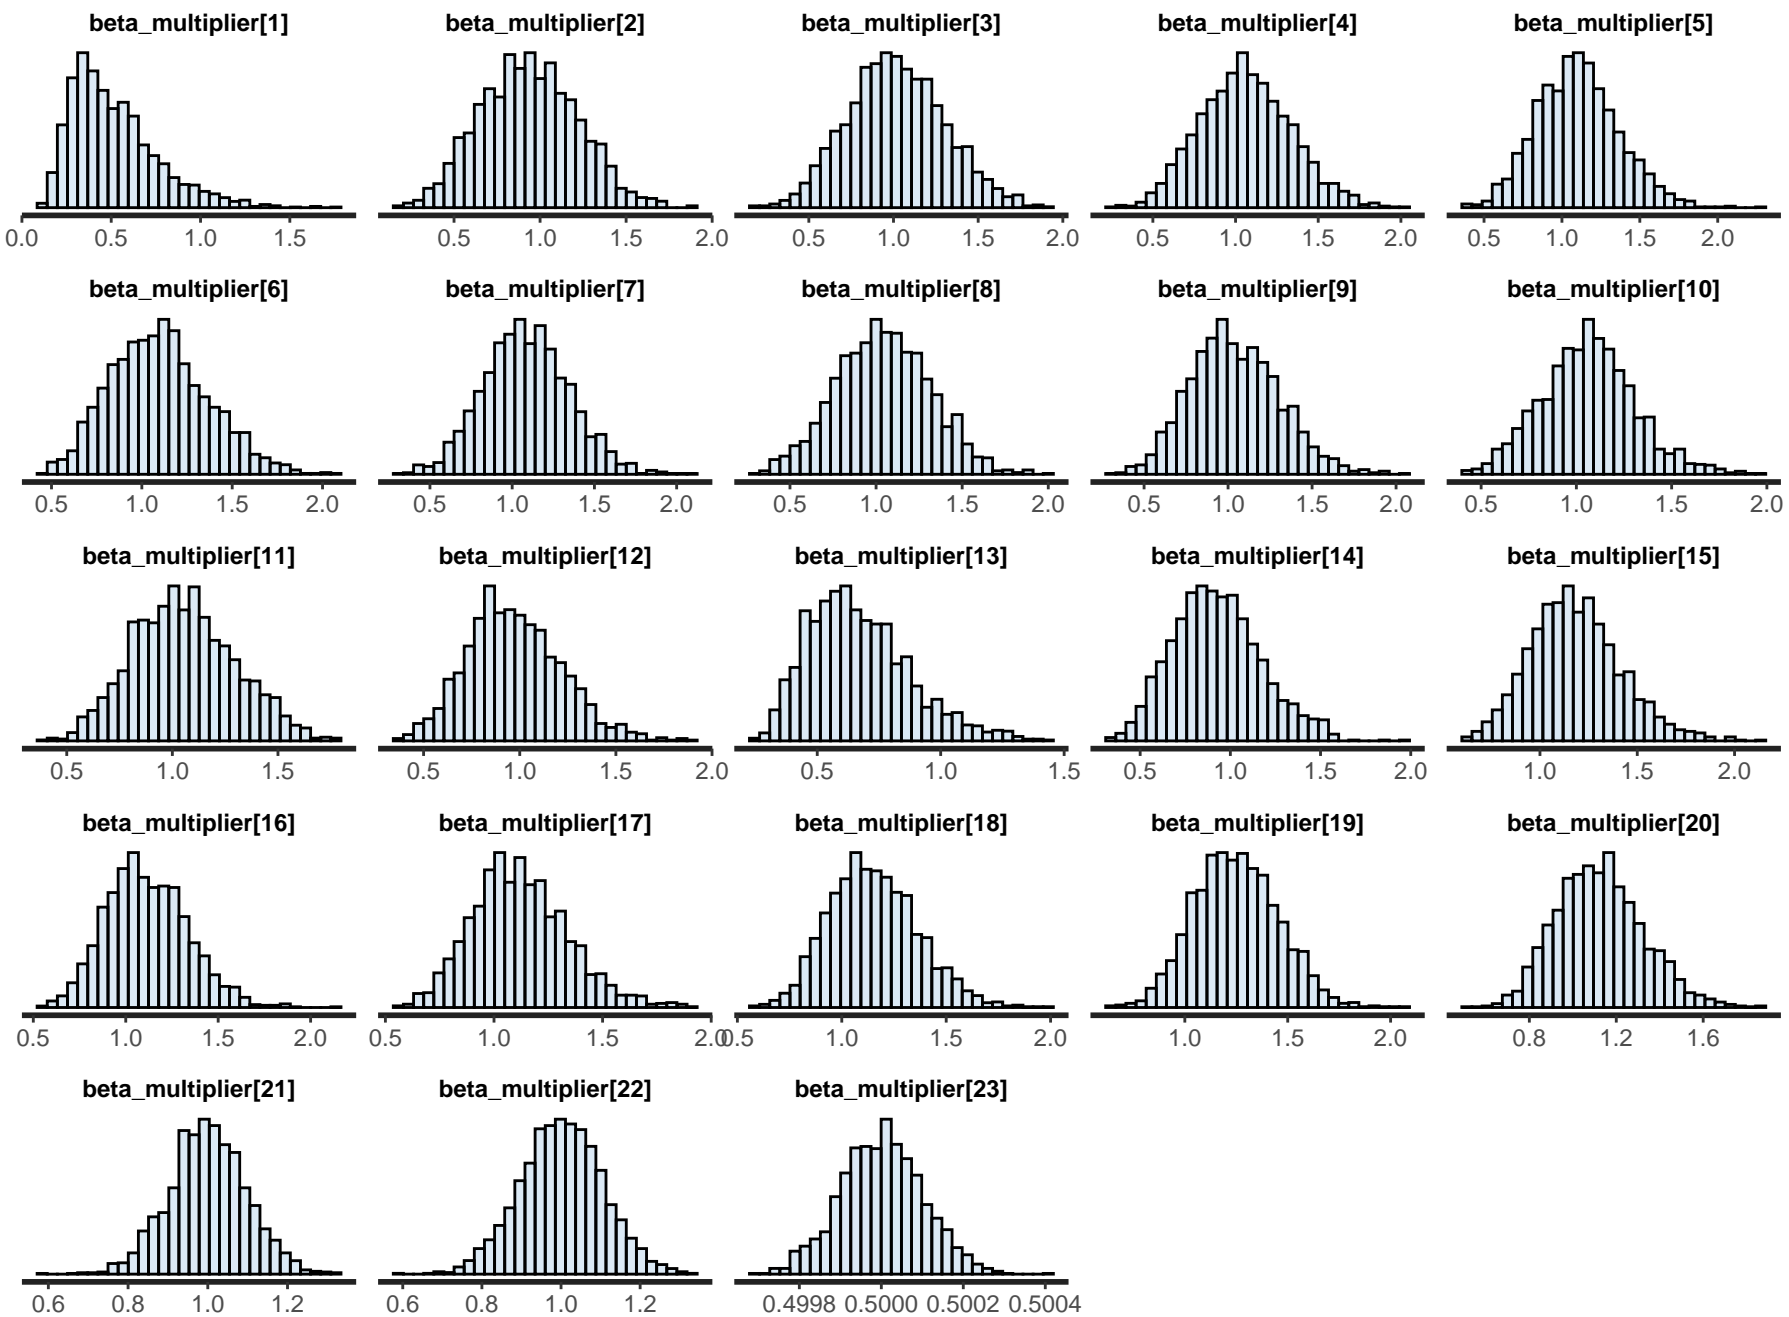 beta_multiplier[1] beta_multiplier[2] beta_multiplier[3] beta_multiplier[4] beta_multiplier[5]
0.0 0.5 1.0 1.5 0.5 1.0 1.5 2.0 0.5 1.0 1.5 2.0 0.5 1.0 1.5 2.0 0.5 1.0 1.5 2.0
beta_multiplier[6] beta_multiplier[7] beta_multiplier[8] beta_multiplier[9] beta_multiplier[10]
0.5 1.0 1.5 2.0 0.5 1.0 1.5 2.0 0.5 1.0 1.5 2.0 0.5 1.0 1.5 2.0 0.5 1.0 1.5 2.0
beta_multiplier[11] beta_multiplier[12] beta_multiplier[13] beta_multiplier[14] beta_multiplier[15]
0.5 1.0 1.5 0.5 1.0 1.5 2.0 0.5 1.0 1.5 0.5 1.0 1.5 2.0 1.0 1.5 2.0
beta_multiplier[16] beta_multiplier[17] beta_multiplier[18] beta_multiplier[19] beta_multiplier[20]
0.5 1.0 1.5 2.0 0.5 1.0 1.5 2.0 0.5 1.0 1.5 2.0 1.0 1.5 2.0 0.8 1.2 1.6
beta_multiplier[21] beta_multiplier[22] beta_multiplier[23]
0.6 0.8 1.0 1.2 0.6 0.8 1.0 1.2 0.4998 0.5000 0.5002 0.5004